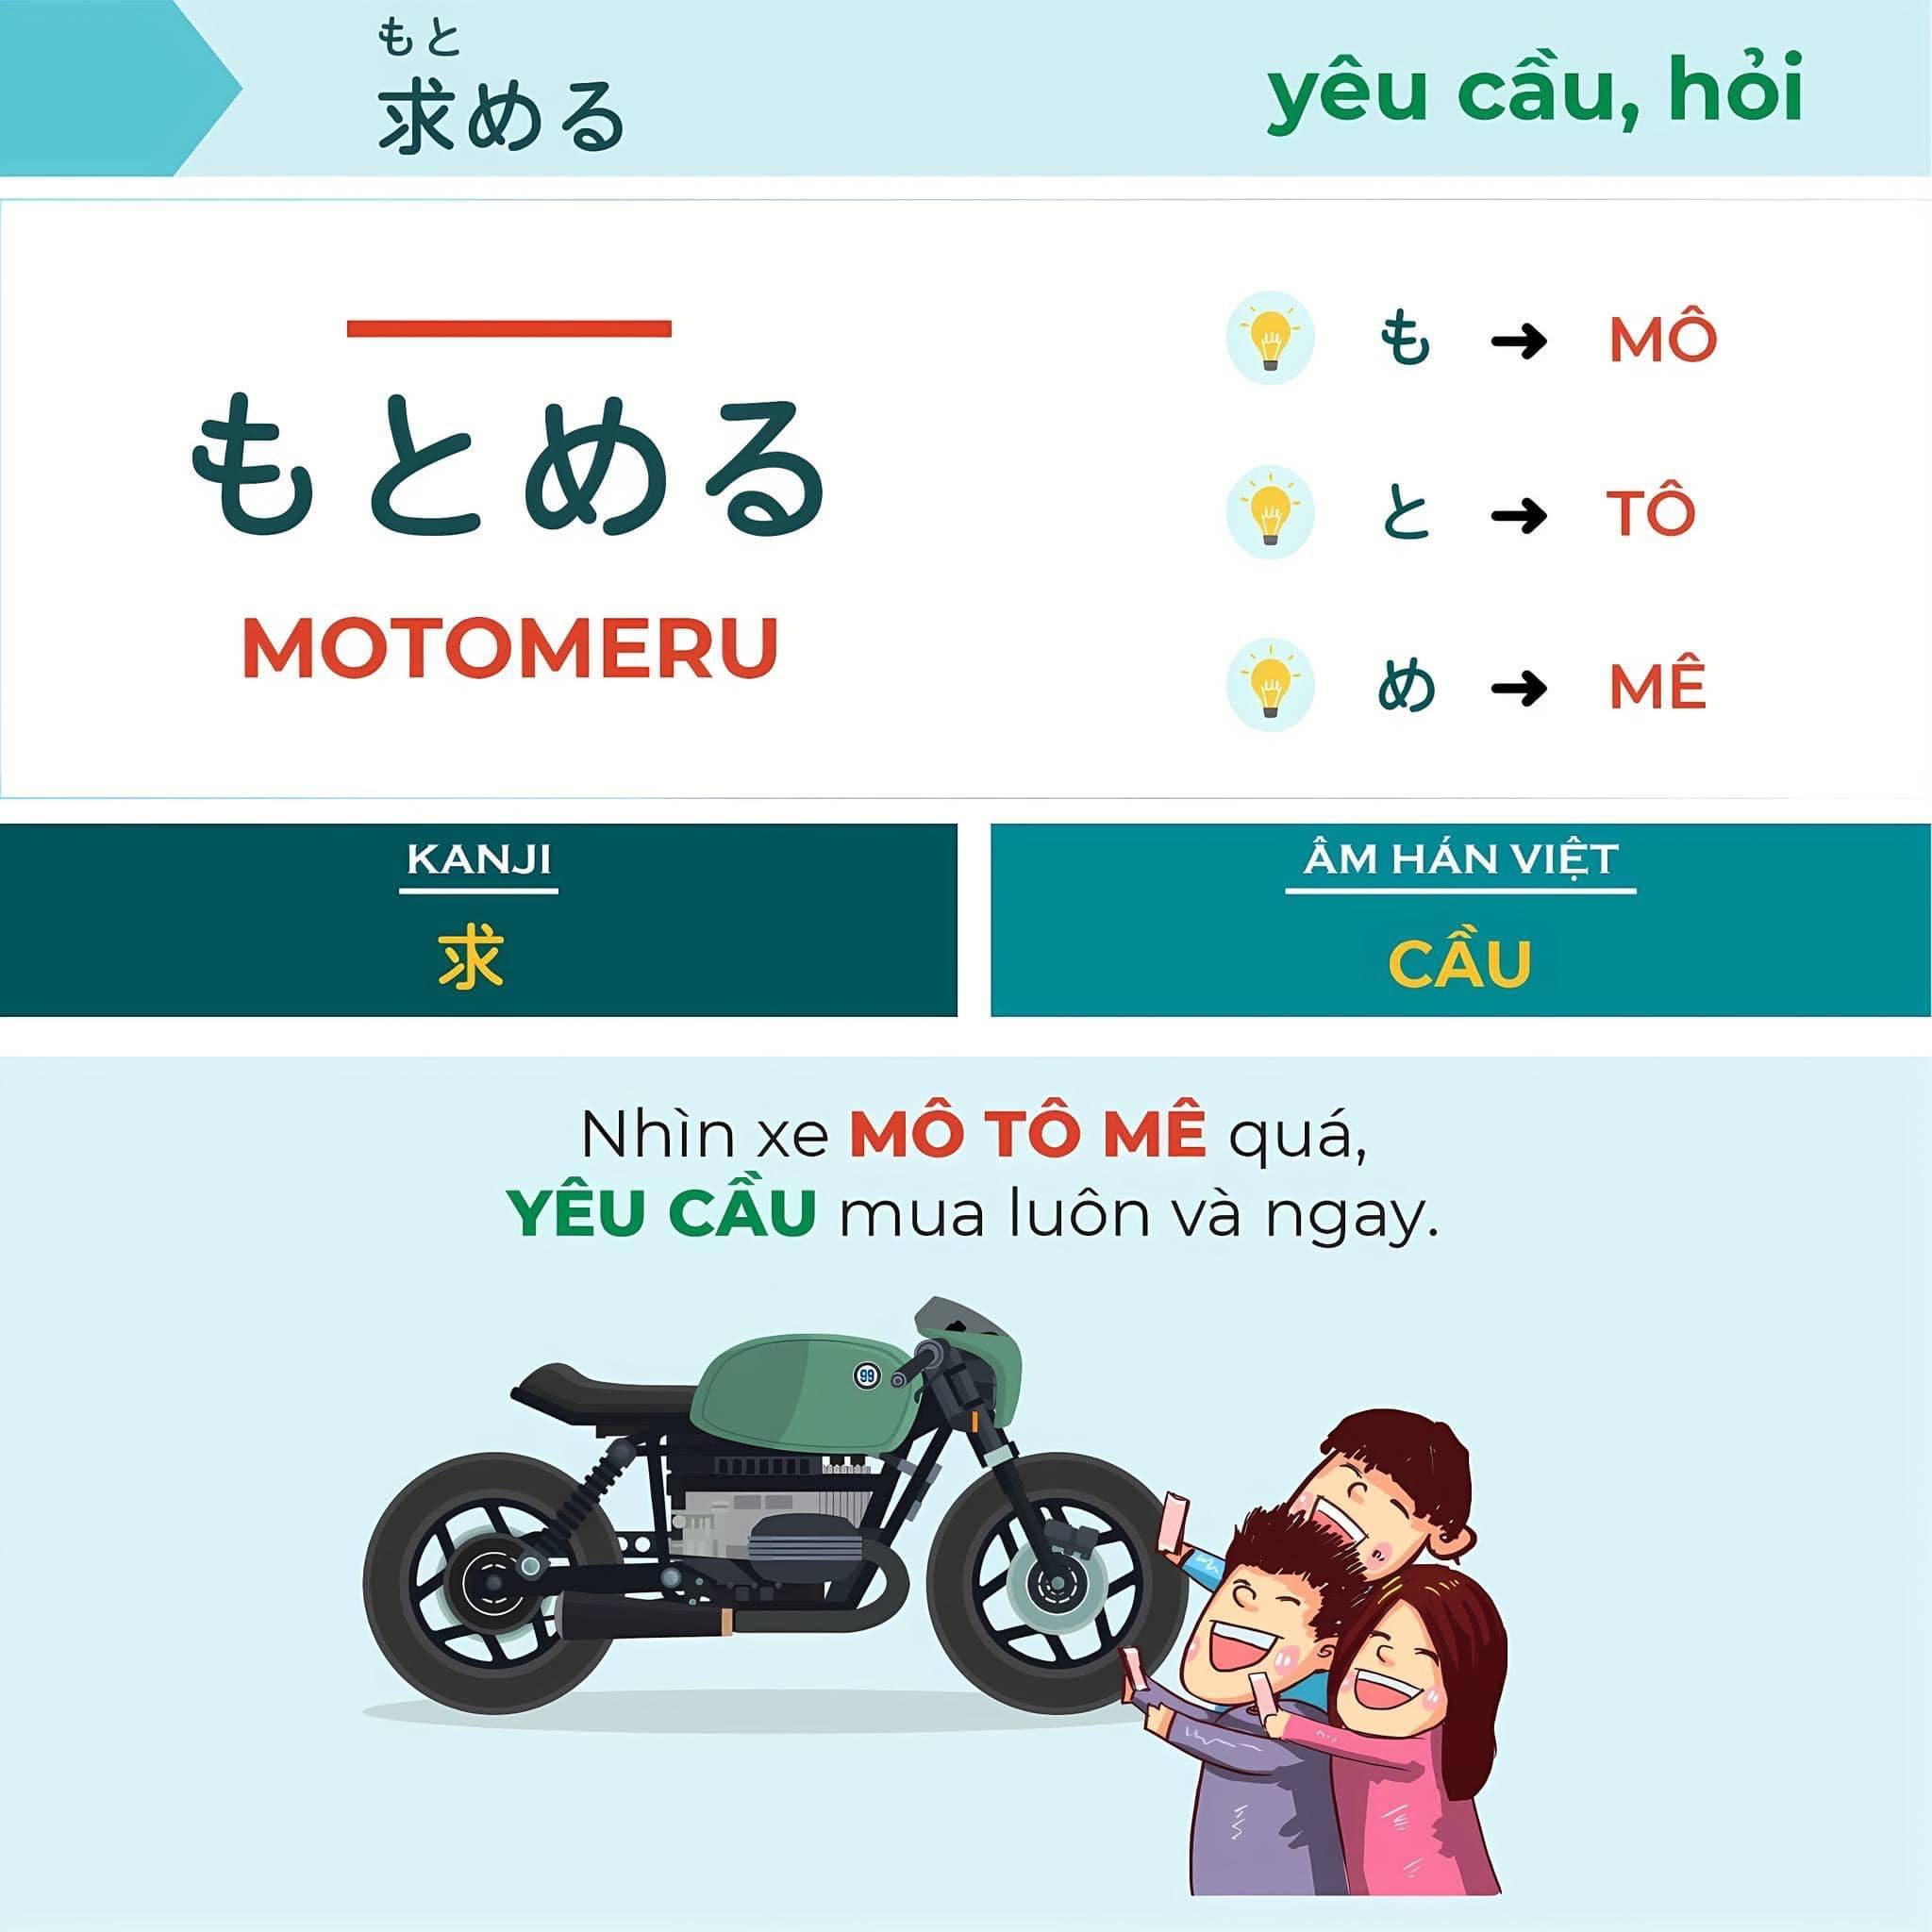 もと
求める
yêu cầu, hỏi
もとめる
MOTOMERU
も → MÔ
と → TÔ
め → MÊ
KANJI
求
ÂM HÁN VIỆT
CẦU
Nhìn xe MÔ TÔ MÊ quá,
YÊU CẦU mua luôn và ngay.
99